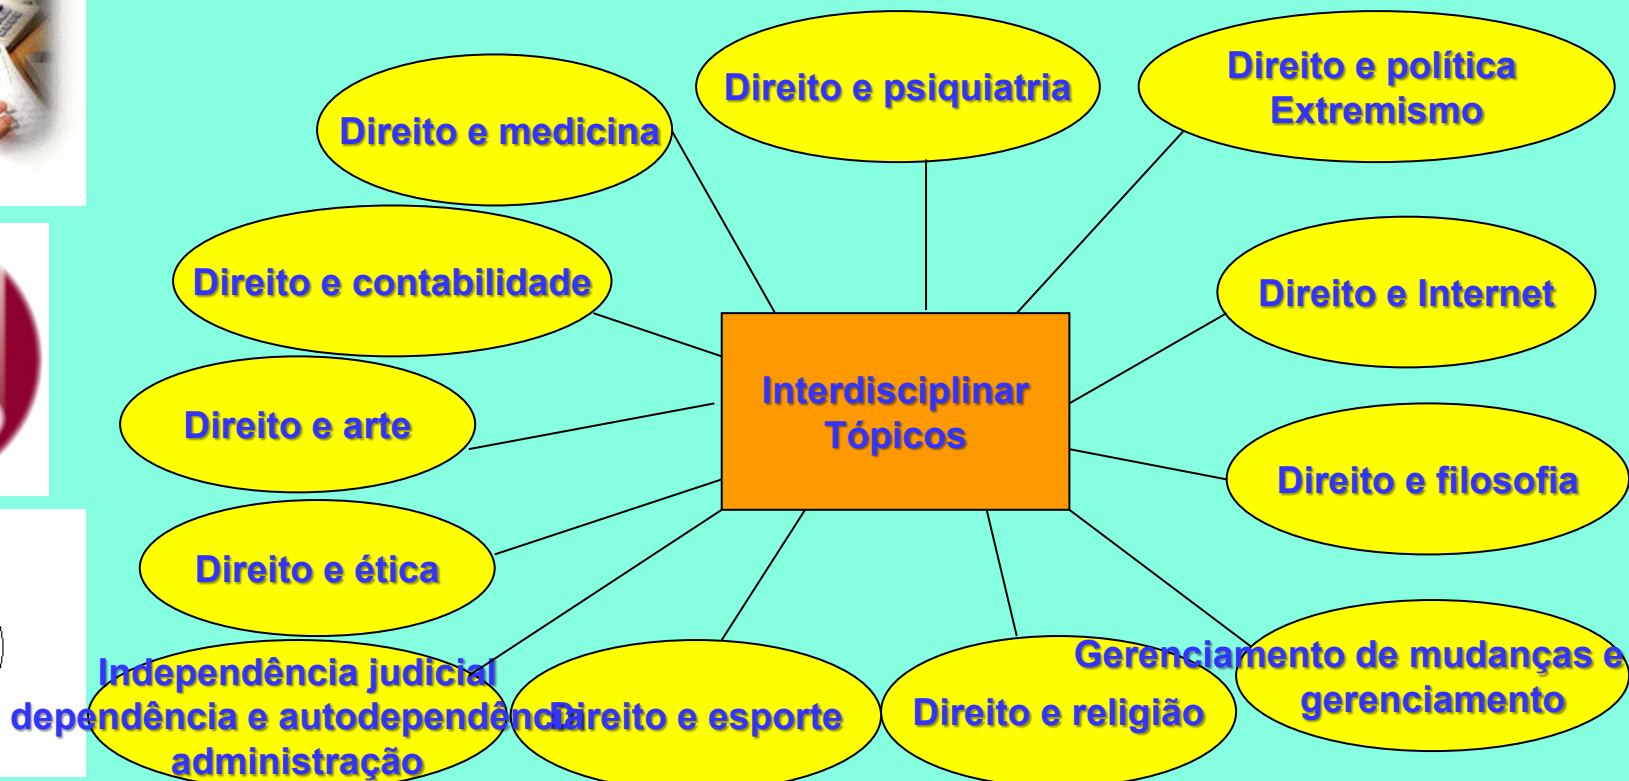 Direito e psiquiatria
Direito e política
Extremismo
Direito e medicina
Direito e contabilidade
Direito e Internet
Interdisciplinar
Tópicos
Direito e arte
Direito e filosofia
Direito e ética
Independência judicial
dependência e autodependência
administração
Direito e esporte
Direito e religião
Gerenciamento de mudanças e
gerenciamento